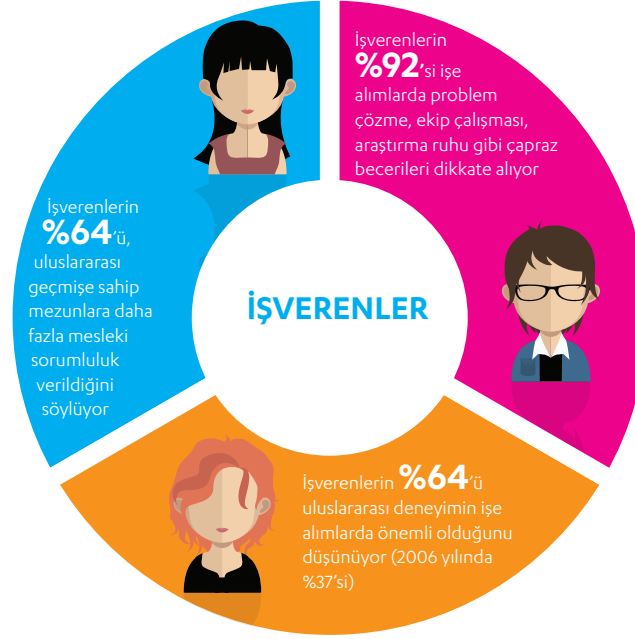 İşverenlerin
%92'si işe
alımlarda problem
çözme, ekip çalışması,
araştırma ruhu gibi çapraz
becerileri dikkate alıyor
İşverenlerin
%64'ü,
uluslararası
geçmişe sahip
mezunlara daha
fazla mesleki
sorumluluk
verildiğini
söylüyor
İŞVERENLER
İşverenlerin %64'ü
uluslararası deneyimin işe
alımlarda önemli olduğunu
düşünüyor (2006 yılında
%37'si)